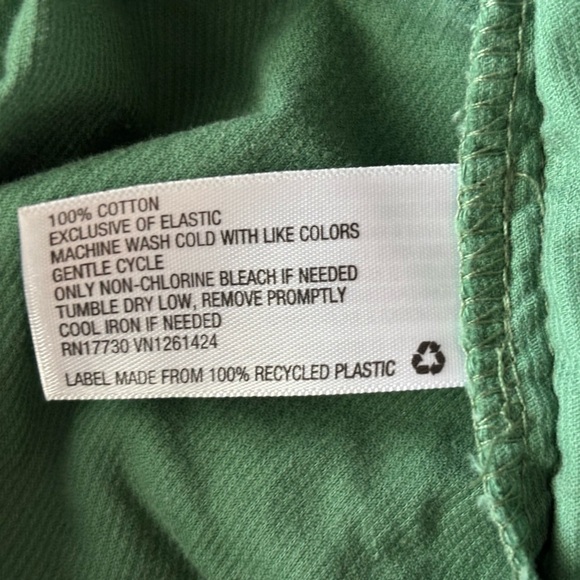 100% COTTON
EXCLUSIVE OF ELASTIC
MACHINE WASH COLD WITH LIKE COLORS
GENTLE CYCLE
ONLY NON-CHLORINE BLEACH IF NEEDED
TUMBLE DRY LOW, REMOVE PROMPTLY
COOL IRON IF NEEDED
RN17730 VN1261424
LABEL MADE FROM 100% RECYCLED PLASTIC